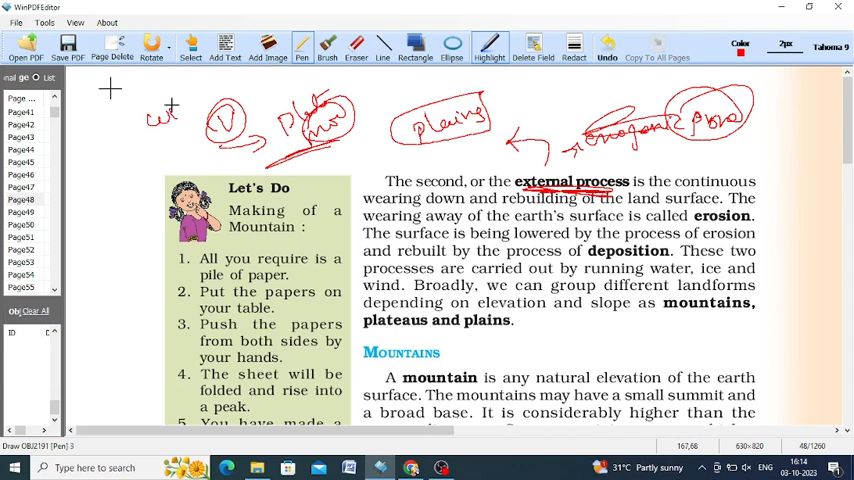 WinPDFEditor
File Tools View About
Open PDF Save PDF Page Delete Rotate Select Add Text Add Image Pen Brush Eraser Line Rectangle Ellipse Highlight Delete Field Redact Undo Copy To All Pages Color 2px Tahoma 9
nal ge List
Page...
Page41
Page42
Page43
Page44
Page45
Page46
Page47
Page48
Page49
Page50
Page51
Page52
Page53
Page54
Page55
Obj Clear All
ID
V
plains
Let's Do
Making of a
Mountain :
1. All you require is a
pile of paper.
2. Put the papers on
your table.
3. Push the papers
from both sides by
your hands.
4. The sheet will be
folded and rise into
a peak.
5. You have made a
The second, or the external process is the continuous
wearing down and rebuilding of the land surface. The
wearing away of the earth's surface is called erosion.
The surface is being lowered by the process of erosion
and rebuilt by the process of deposition. These two
processes are carried out by running water, ice and
wind. Broadly, we can group different landforms
depending on elevation and slope as mountains,
plateaus and plains.
MOUNTAINS
A mountain is any natural elevation of the earth
surface. The mountains may have a small summit and
a broad base. It is considerably higher than the
Draw OBJ2191 | Page] 3
167,68 630×820 48/1260
Type here to search
31°C Partly sunny
ENG
16:14
03-10-2023